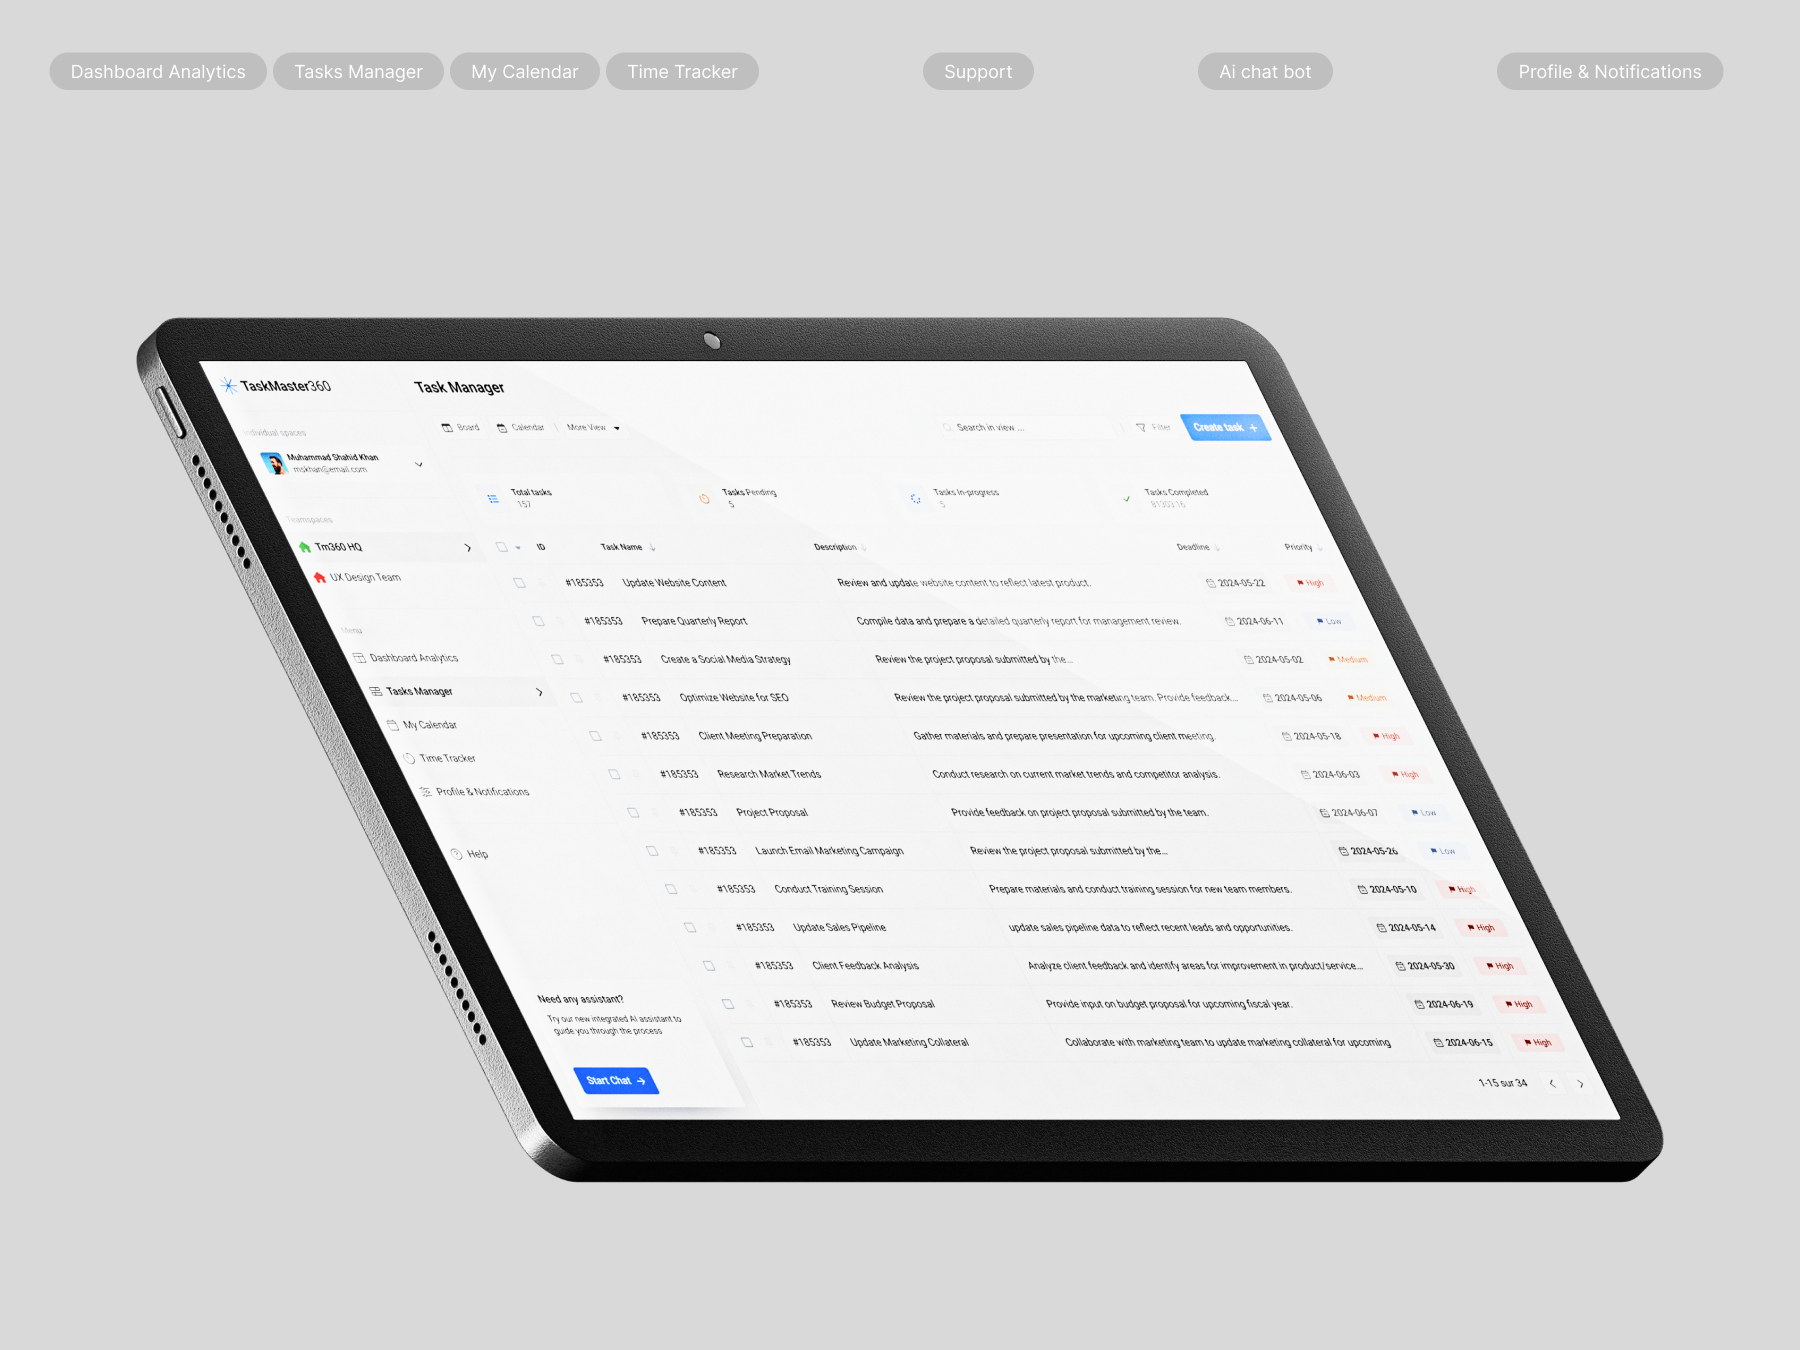 Dashboard Analytics
Tasks Manager
My Calendar
Time Tracker
Support
Ai chat bot
Profile & Notifications
TaskMaster360
Task Manager
Individual spaces
Board
Calendar
More View
Search in view ...
Filter
Create task +
Muhammad Shahid Khan
mskhan@email.com
Total tasks
157
Tasks Pending
5
Tasks In-progress
5
Tasks Completed
81303.16
Teamspaces
Tm360 HQ
UX Design Team
Menu
Dashboard Analytics
Tasks Manager
My Calendar
Time Tracker
Profile & Notifications
Help
Need any assistant?
Try our new integrated AI assistant to
guide you through the process
Start Chat
ID Task Name Description Deadline Priority
#185353 Update Website Content Review and update website content to reflect latest product. 2024-05-22 High
#185353 Prepare Quarterly Report Compile data and prepare a detailed quarterly report for management review. 2024-06-11 Low
#185353 Create a Social Media Strategy Review the project proposal submitted by the... 2024-05-02 Medium
#185353 Optimize Website for SEO Review the project proposal submitted by the marketing team. Provide feedback... 2024-05-06 Medium
#185353 Client Meeting Preparation Gather materials and prepare presentation for upcoming client meeting. 2024-05-18 High
#185353 Research Market Trends Conduct research on current market trends and competitor analysis. 2024-06-03 High
#185353 Project Proposal Provide feedback on project proposal submitted by the team. 2024-06-07 Low
#185353 Launch Email Marketing Campaign Review the project proposal submitted by the... 2024-05-26 Low
#185353 Conduct Training Session Prepare materials and conduct training session for new team members. 2024-05-10 High
#185353 Update Sales Pipeline update sales pipeline data to reflect recent leads and opportunities. 2024-05-14 High
#185353 Client Feedback Analysis Analyze client feedback and identify areas for improvement in product/service... 2024-05-30 High
#185353 Review Budget Proposal Provide input on budget proposal for upcoming fiscal year. 2024-06-19 High
#185353 Update Marketing Collateral Collaborate with marketing team to update marketing collateral for upcoming 2024-06-15 High
1-15 sur 34